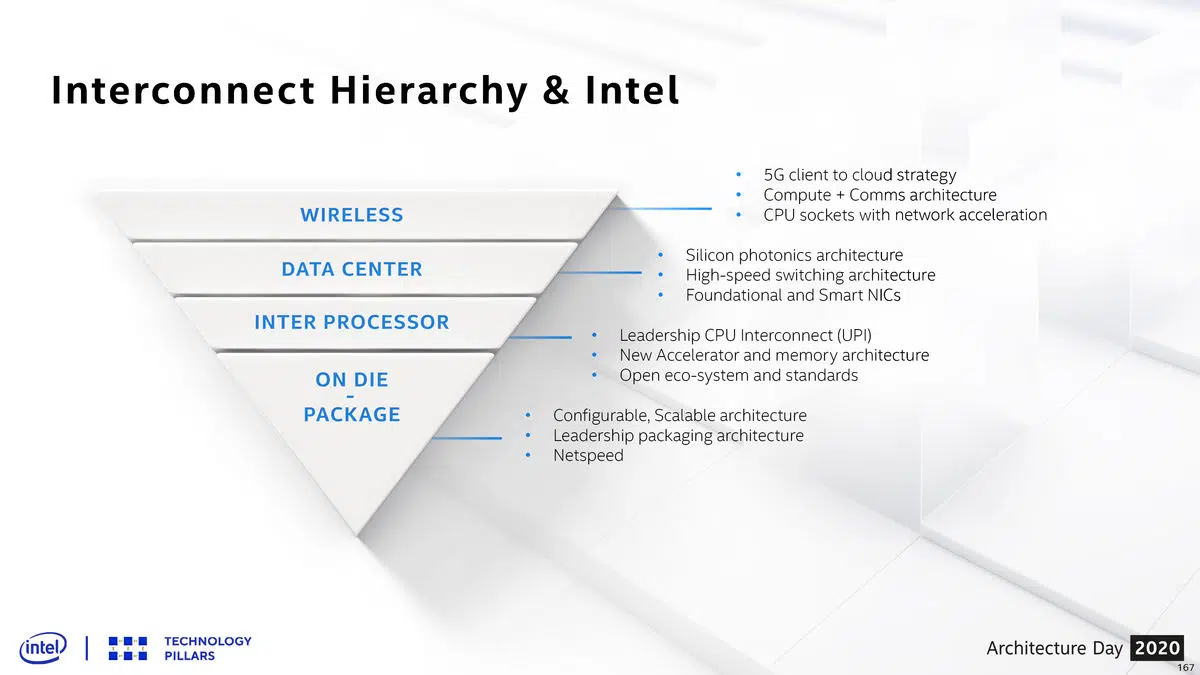 Interconnect Hierarchy & Intel
WIRELESS
• 5G client to cloud strategy
• Compute + Comms architecture
• CPU sockets with network acceleration
DATA CENTER
• Silicon photonics architecture
• High-speed switching architecture
• Foundational and Smart NICs
INTER PROCESSOR
• Leadership CPU Interconnect (UPI)
• New Accelerator and memory architecture
• Open eco-system and standards
ON DIE
–
PACKAGE
• Configurable, Scalable architecture
• Leadership packaging architecture
• Netspeed
intel
TECHNOLOGY
PILLARS
Architecture Day 2020
167